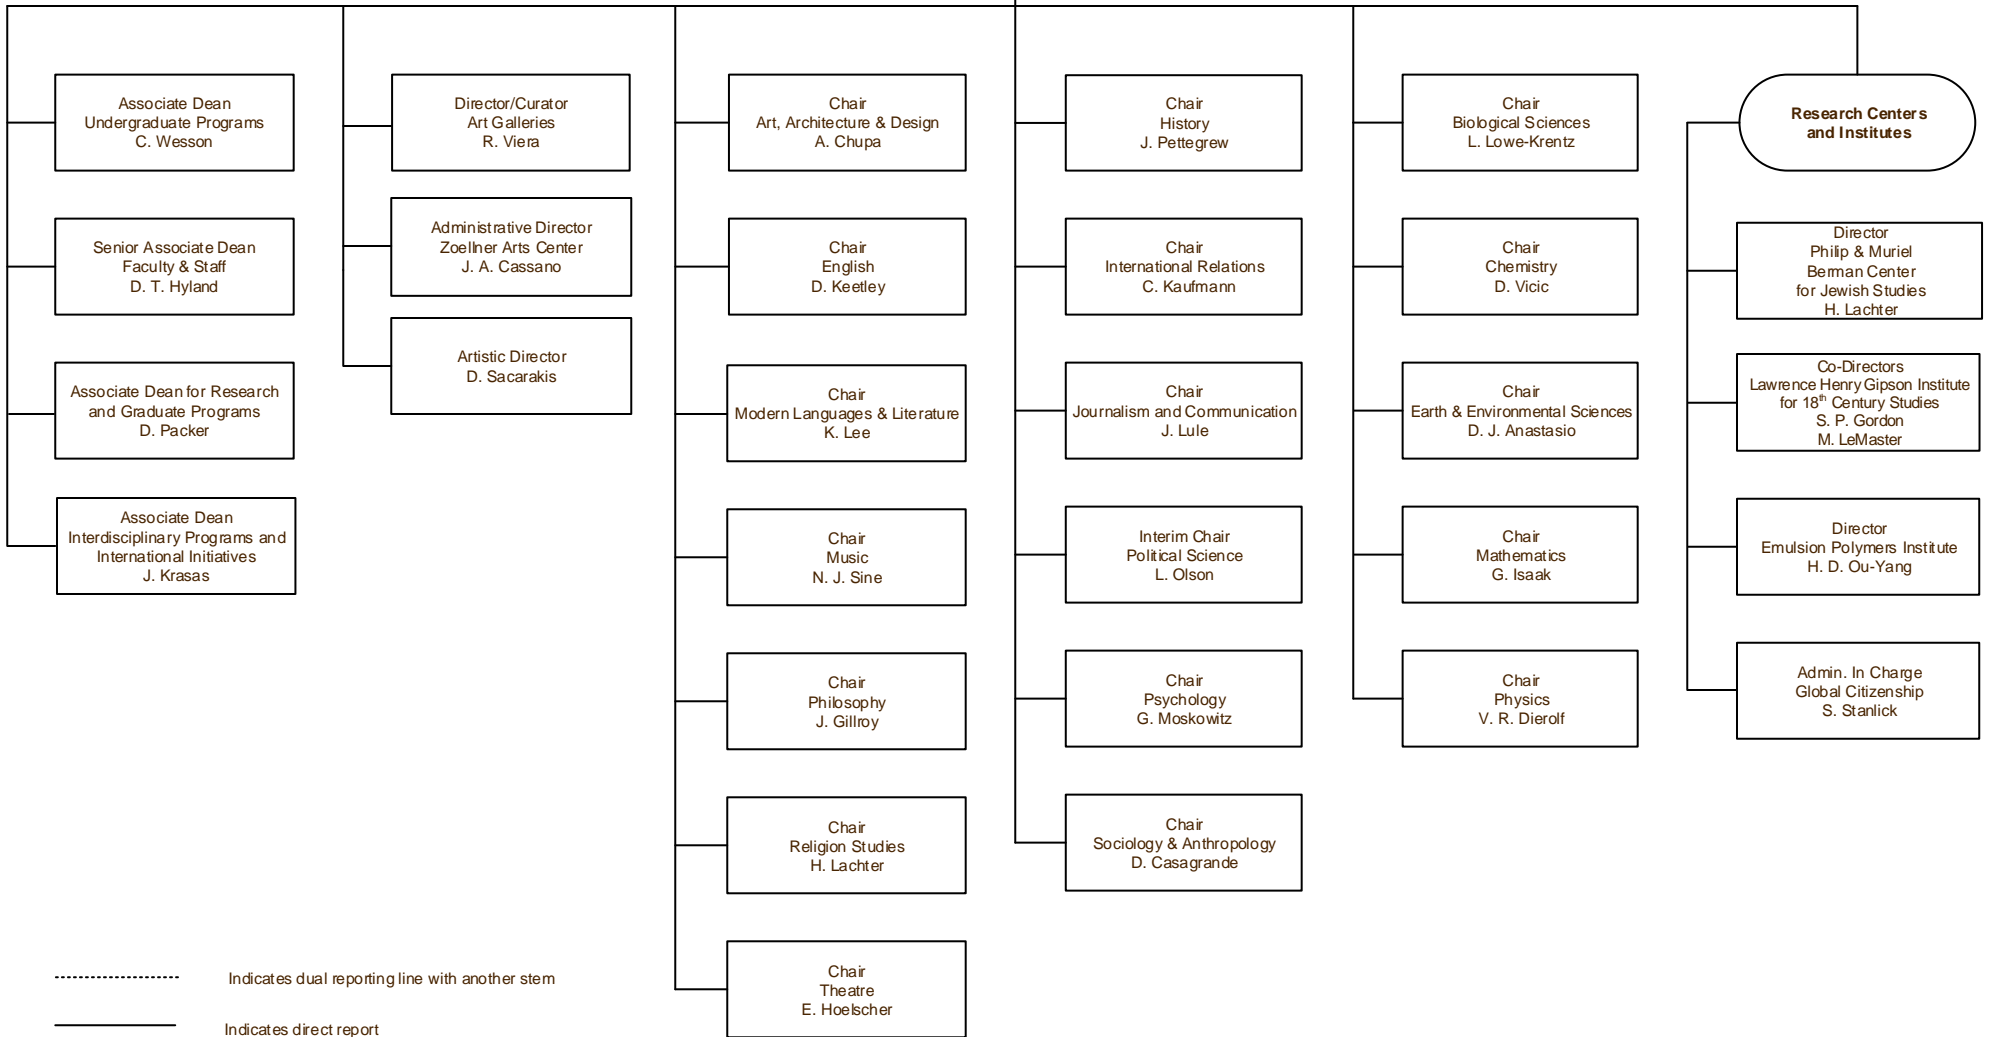 Associate Dean
Undergraduate Programs
C. Wesson
Senior Associate Dean
Faculty & Staff
D. T. Hyland
Associate Dean for Research
and Graduate Programs
D. Packer
Associate Dean
Interdisciplinary Programs and
International Initiatives
J. Krasas
Director/Curator
Art Galleries
R. Viera
Administrative Director
Zoellner Arts Center
J. A. Cassano
Artistic Director
D. Sacarakis
Chair
Art, Architecture & Design
A. Chupa
Chair
English
D. Keetley
Chair
Modern Languages & Literature
K. Lee
Chair
Music
N. J. Sine
Chair
Philosophy
J. Gillroy
Chair
Religion Studies
H. Lachter
Chair
Theatre
E. Hoelscher
Chair
History
J. Pettegrew
Chair
International Relations
C. Kaufmann
Chair
Journalism and Communication
J. Lule
Interim Chair
Political Science
L. Olson
Chair
Psychology
G. Moskowitz
Chair
Sociology & Anthropology
D. Casagrande
Chair
Biological Sciences
L. Lowe-Krentz
Chair
Chemistry
D. Vicic
Chair
Earth & Environmental Sciences
D. J. Anastasio
Chair
Mathematics
G. Isaak
Chair
Physics
V. R. Dierolf
Research Centers
and Institutes
Director
Philip & Muriel
Berman Center
for Jewish Studies
H. Lachter
Co-Directors
Lawrence Henry Gipson Institute
for 18th Century Studies
S. P. Gordon
M. LeMaster
Director
Emulsion Polymers Institute
H. D. Ou-Yang
Admin. In Charge
Global Citizenship
S. Stanlick
Indicates dual reporting line with another stem
Indicates direct report